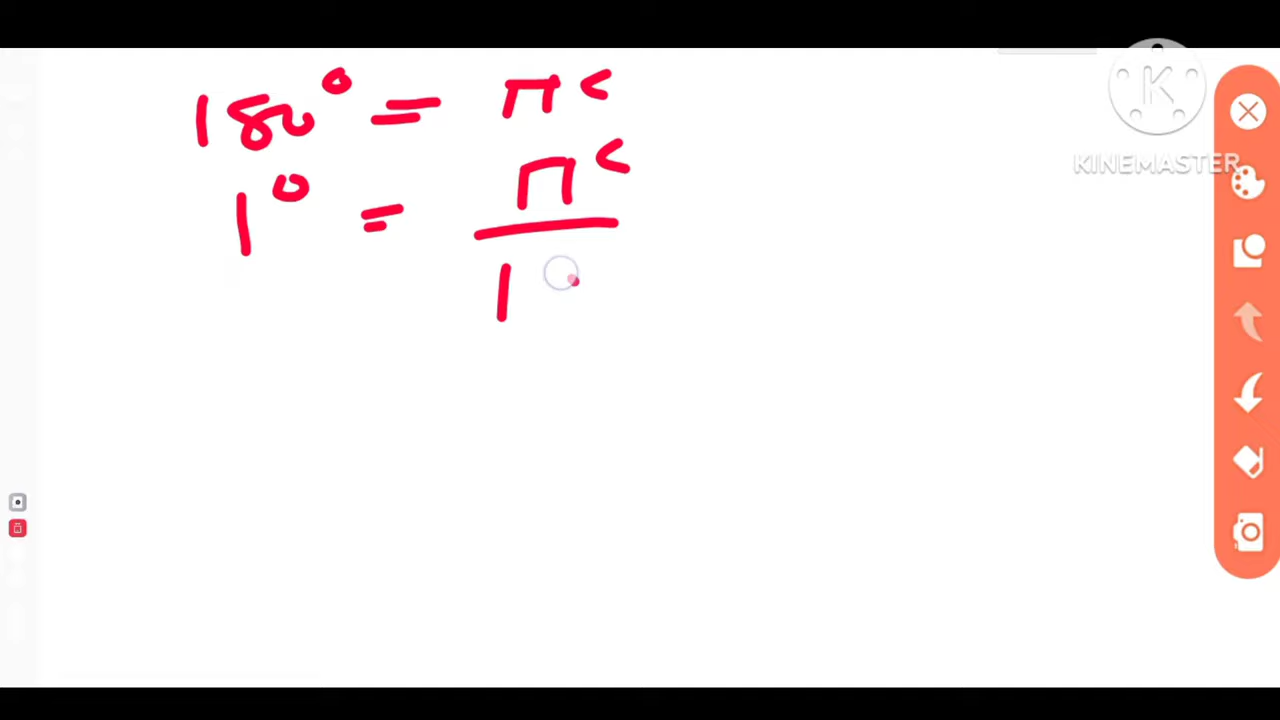 180° = π^c
1° = π^c / 1
KINEMASTER